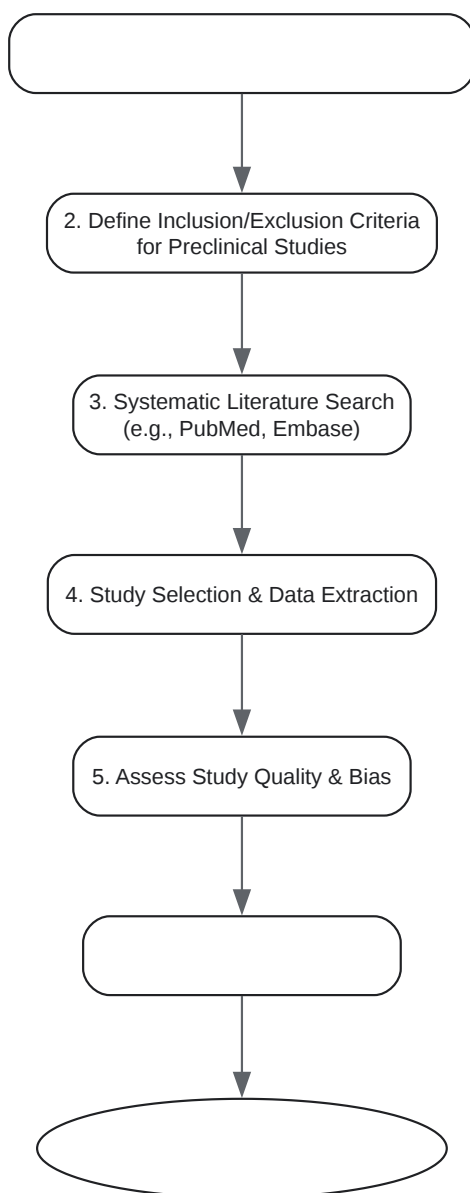 2. Define Inclusion/Exclusion Criteria
for Preclinical Studies
3. Systematic Literature Search
(e.g., PubMed, Embase)
4. Study Selection & Data Extraction
5. Assess Study Quality & Bias